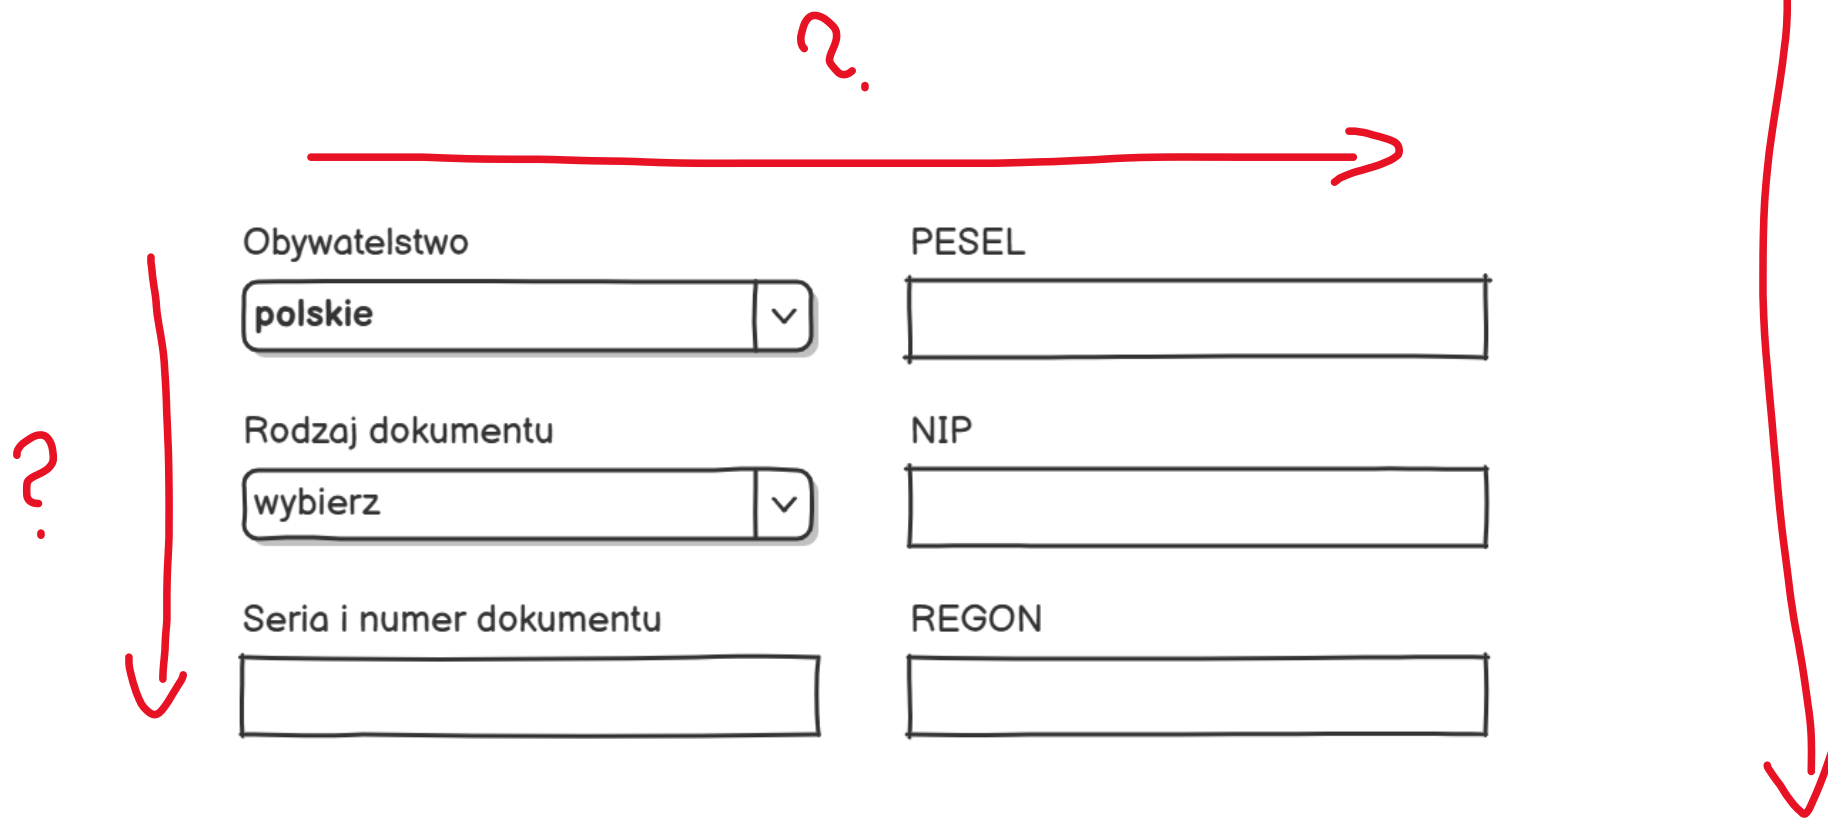 ?
Obywatelstwo
PESEL
polskie
Rodzaj dokumentu
NIP
wybierz
?
Seria i numer dokumentu
REGON